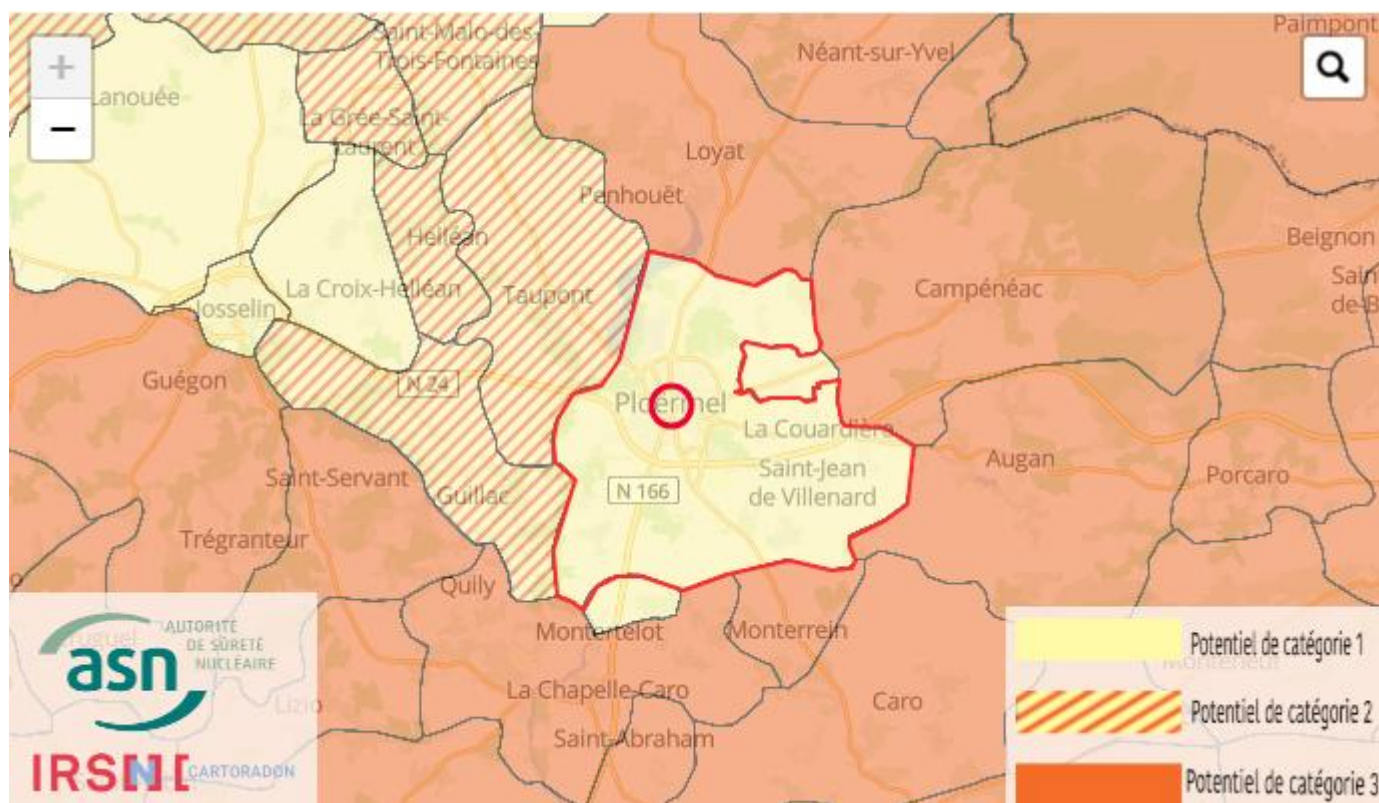 Saint-Malo-des-
Trois-Fontaines
Paimpont
Néant-sur-Yvel
+
Lanouée
−
La Grée-Saint-
Laurent
Loyat
Penhouët
Helléan
Beignon
La Croix-Helléan
Taupont
Campénéac
Josselin
Guégon
N 24
Ploërmel
La Couardière
Augan
Saint-Jean
de Villenard
Porcaro
Saint-Servant
Guillac
N 166
Trégranteur
Quily
Montertelot
Monterrein
La Chapelle-Caro
Caro
Lizio
Saint-Abraham
asn
AUTORITÉ
DE SÛRETÉ
NUCLÉAIRE
IRSN
CARTORADON
Potentiel de catégorie 1
Monteneuf
Potentiel de catégorie 2
Potentiel de catégorie 3